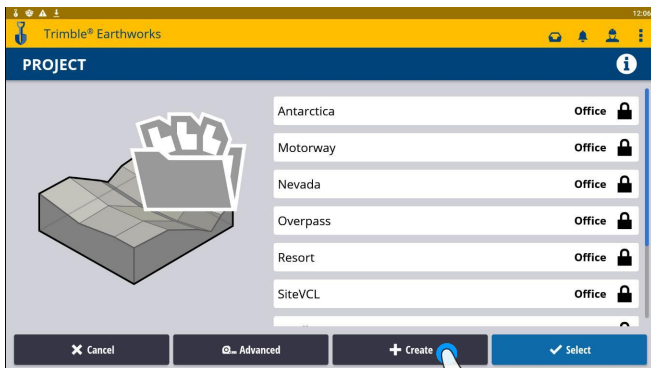 12:06
Trimble® Earthworks
PROJECT
Antarctica Office
Motorway Office
Nevada Office
Overpass Office
Resort Office
SiteVCL Office
Cancel Advanced Create Select